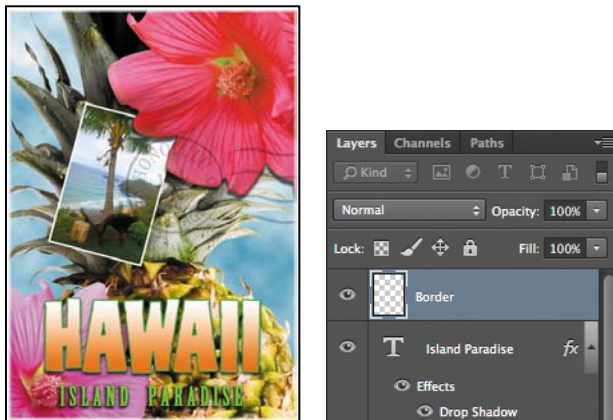 HONOLULU
HAWAII
ISLAND PARADISE
Layers Channels Paths
Kind T
Normal Opacity: 100%
Lock: Fill: 100%
Border
T Island Paradise fx
Effects
Drop Shadow